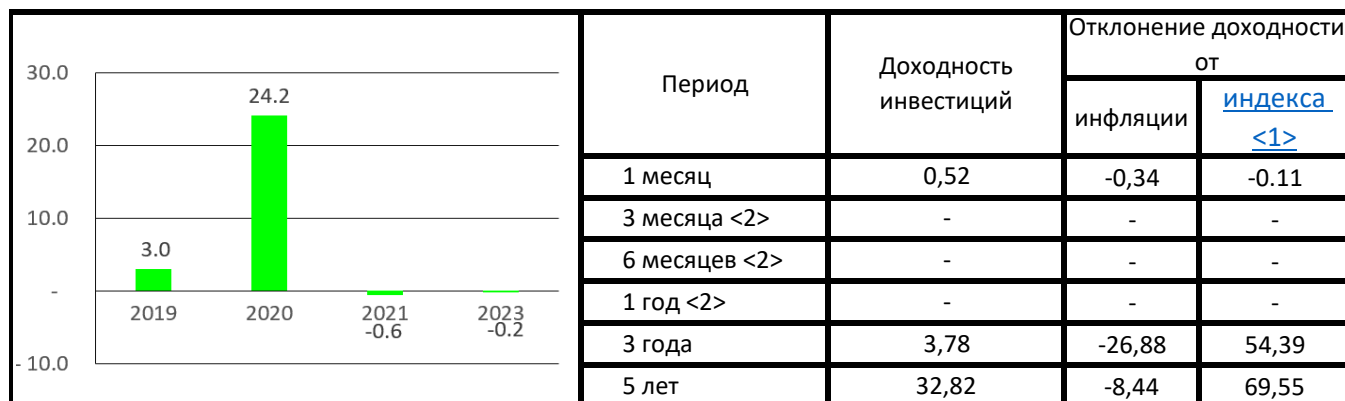 30.0
20.0
10.0
-
- 10.0
3.0
24.2
2019
2020
2021
2023
-0.6
-0.2
Период
Доходность
инвестиций
Отклонение доходности
от
инфляции
индекса
<1>
1 месяц 0,52 -0,34 -0.11
3 месяца <2> - - -
6 месяцев <2> - - -
1 год <2> - - -
3 года 3,78 -26,88 54,39
5 лет 32,82 -8,44 69,55